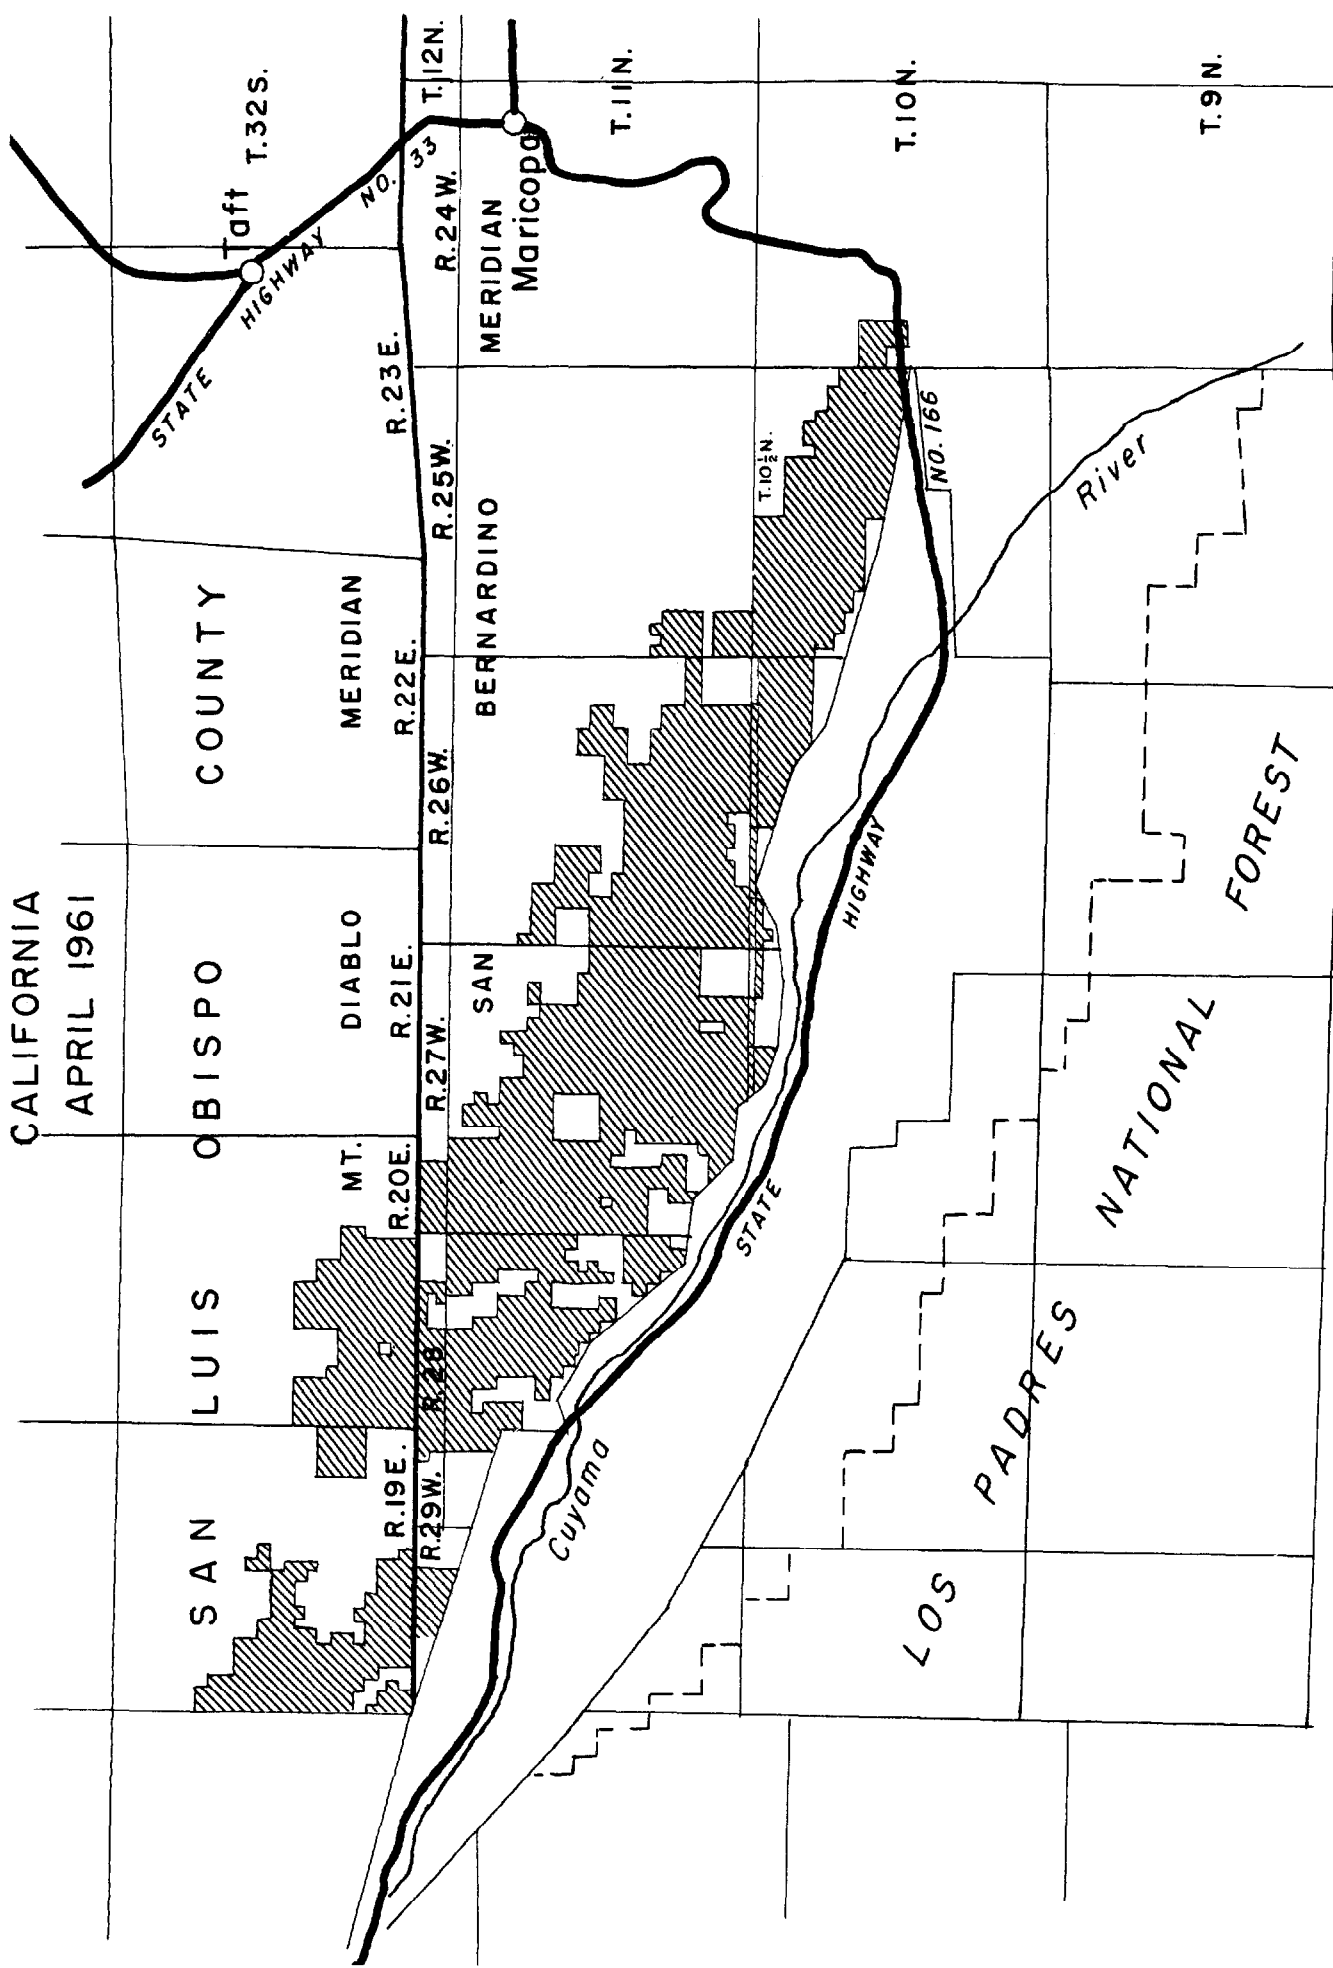 CALIFORNIA
APRIL 1961
SAN LUIS OBISPO COUNTY
Taft
T.32S.
STATE HIGHWAY NO. 33
MT. DIABLO MERIDIAN
R.19E.
R.20E.
R.21E.
R.22E.
R.23E.
R.29W.
R.28
R.27W.
R.26W.
R.25W.
R.24W.
T.12N.
SAN BERNARDINO MERIDIAN
Maricopa
T.11N.
T.10½N.
T.10N.
Cuyama River
STATE HIGHWAY NO. 166
T.9N.
LOS PADRES NATIONAL FOREST